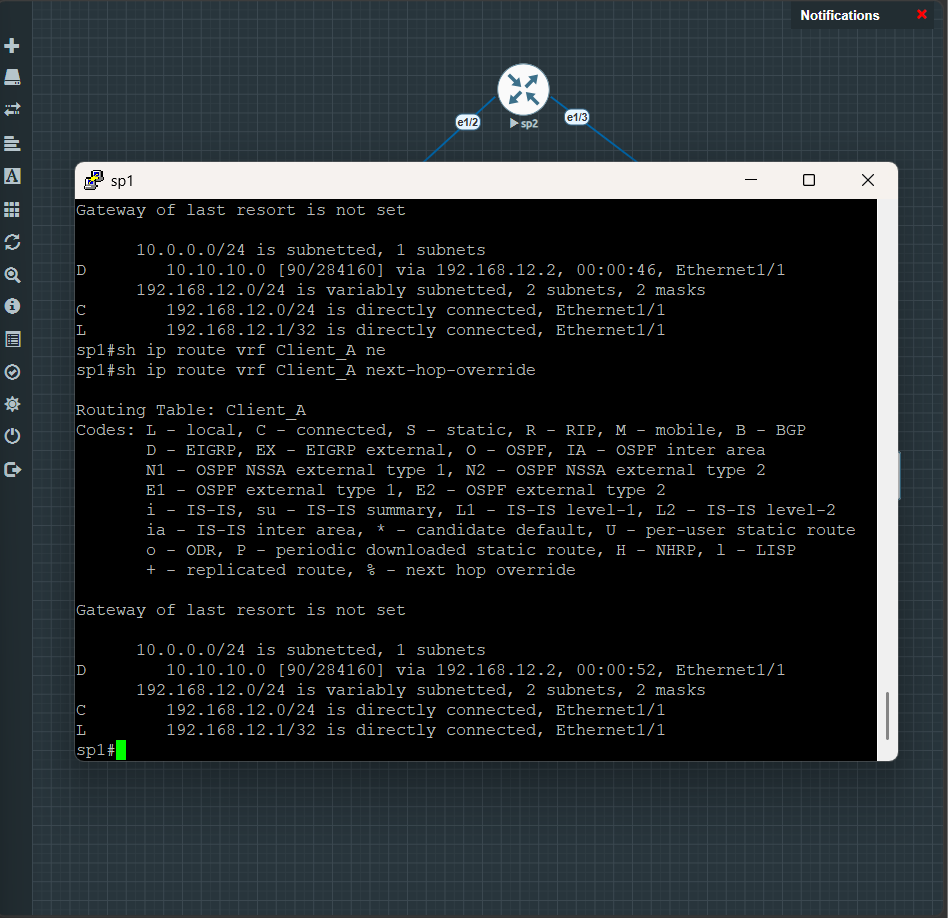 Notifications
e1/2
sp2
e1/3
sp1
Gateway of last resort is not set
      10.0.0.0/24 is subnetted, 1 subnets
D        10.10.10.0 [90/284160] via 192.168.12.2, 00:00:46, Ethernet1/1
      192.168.12.0/24 is variably subnetted, 2 subnets, 2 masks
C        192.168.12.0/24 is directly connected, Ethernet1/1
L        192.168.12.1/32 is directly connected, Ethernet1/1
sp1#sh ip route vrf Client_A ne
sp1#sh ip route vrf Client_A next-hop-override
Routing Table: Client_A
Codes: L - local, C - connected, S - static, R - RIP, M - mobile, B - BGP
       D - EIGRP, EX - EIGRP external, O - OSPF, IA - OSPF inter area
       N1 - OSPF NSSA external type 1, N2 - OSPF NSSA external type 2
       E1 - OSPF external type 1, E2 - OSPF external type 2
       i - IS-IS, su - IS-IS summary, L1 - IS-IS level-1, L2 - IS-IS level-2
       ia - IS-IS inter area, * - candidate default, U - per-user static route
       o - ODR, P - periodic downloaded static route, H - NHRP, l - LISP
       + - replicated route, % - next hop override
Gateway of last resort is not set
      10.0.0.0/24 is subnetted, 1 subnets
D        10.10.10.0 [90/284160] via 192.168.12.2, 00:00:52, Ethernet1/1
      192.168.12.0/24 is variably subnetted, 2 subnets, 2 masks
C        192.168.12.0/24 is directly connected, Ethernet1/1
L        192.168.12.1/32 is directly connected, Ethernet1/1
sp1#